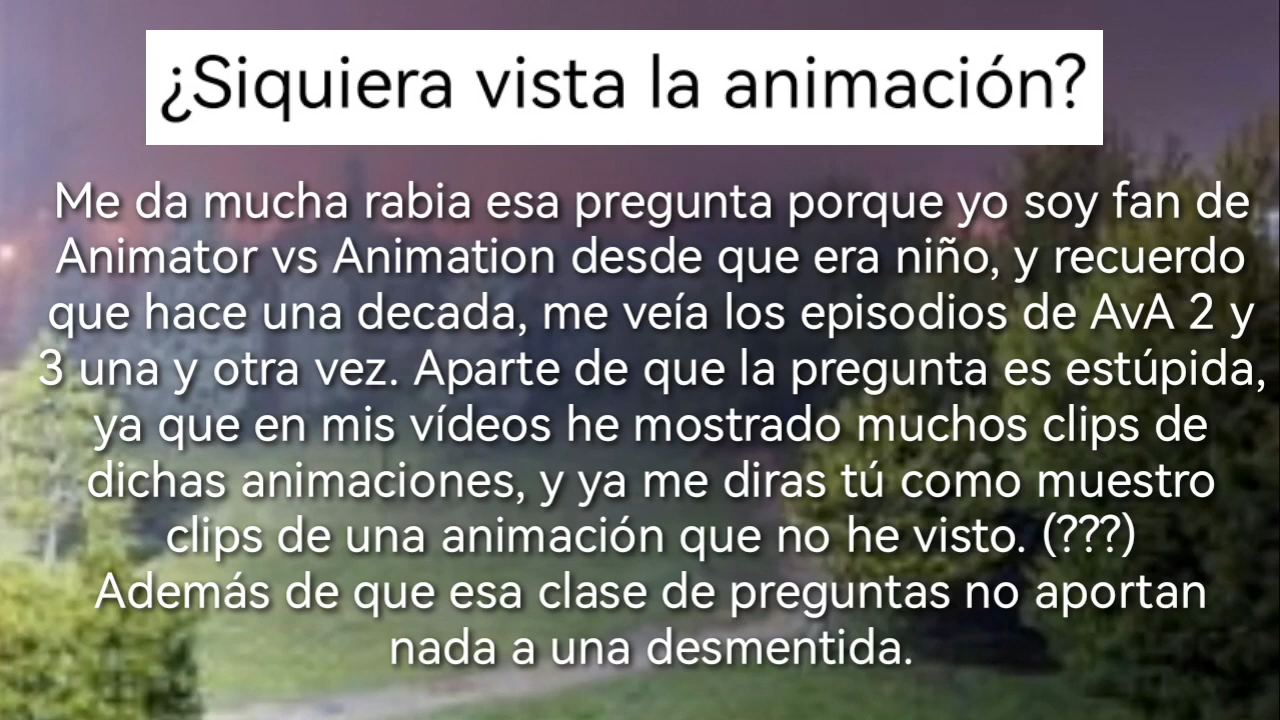 ¿Siquiera vista la animación?
Me da mucha rabia esa pregunta porque yo soy fan de
Animator vs Animation desde que era niño, y recuerdo
que hace una decada, me veía los episodios de AvA 2 y
3 una y otra vez. Aparte de que la pregunta es estúpida,
ya que en mis vídeos he mostrado muchos clips de
dichas animaciones, y ya me diras tú como muestro
clips de una animación que no he visto. (???)
Además de que esa clase de preguntas no aportan
nada a una desmentida.